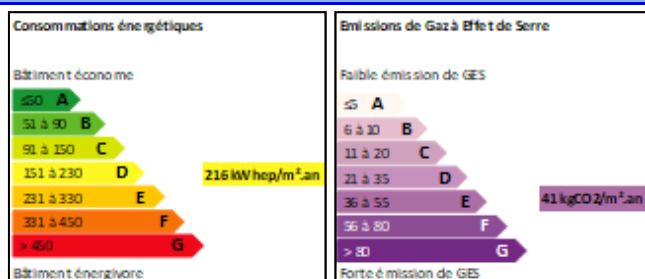 Consommations énergétiques
Bâtiment économe
≤50 A
51 à 90 B
91 à 150 C
151 à 230 D
216 kWhep/m².an
231 à 330 E
331 à 450 F
> 450 G
Bâtiment énergivore
Emissions de Gaz à Effet de Serre
Faible émission de GES
≤5 A
6 à 10 B
11 à 20 C
21 à 35 D
36 à 55 E
41 kgCO2/m².an
56 à 80 F
> 80 G
Forte émission de GES